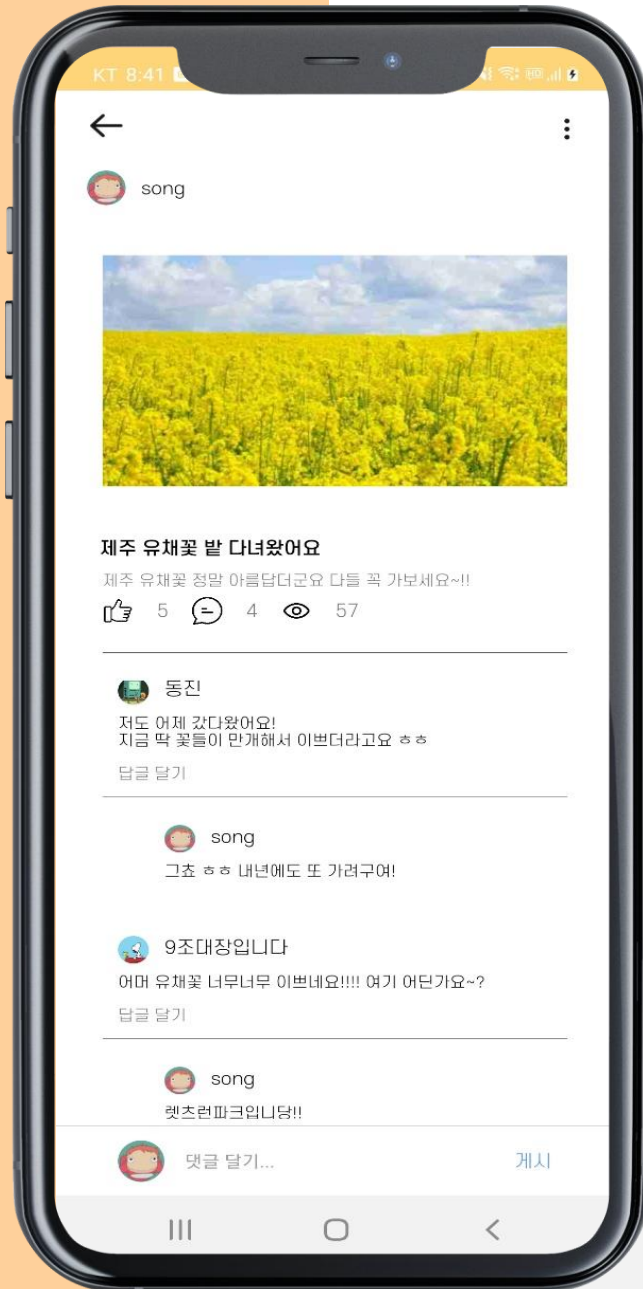 KT 8:41
song
제주 유채꽃 밭 다녀왔어요
제주 유채꽃 정말 아름답더군요 다들 꼭 가보세요~!!
5 4 57
동진
저도 어제 갔다왔어요!
지금 딱 꽃들이 만개해서 이쁘더라고요 ㅎㅎ
답글 달기
song
그쵸 ㅎㅎ 내년에도 또 가려구여!
9조대장입니다
어머 유채꽃 너무너무 이쁘네요!!!! 여기 어딘가요~?
답글 달기
song
렛츠런파크입니당!!
댓글 달기... 게시